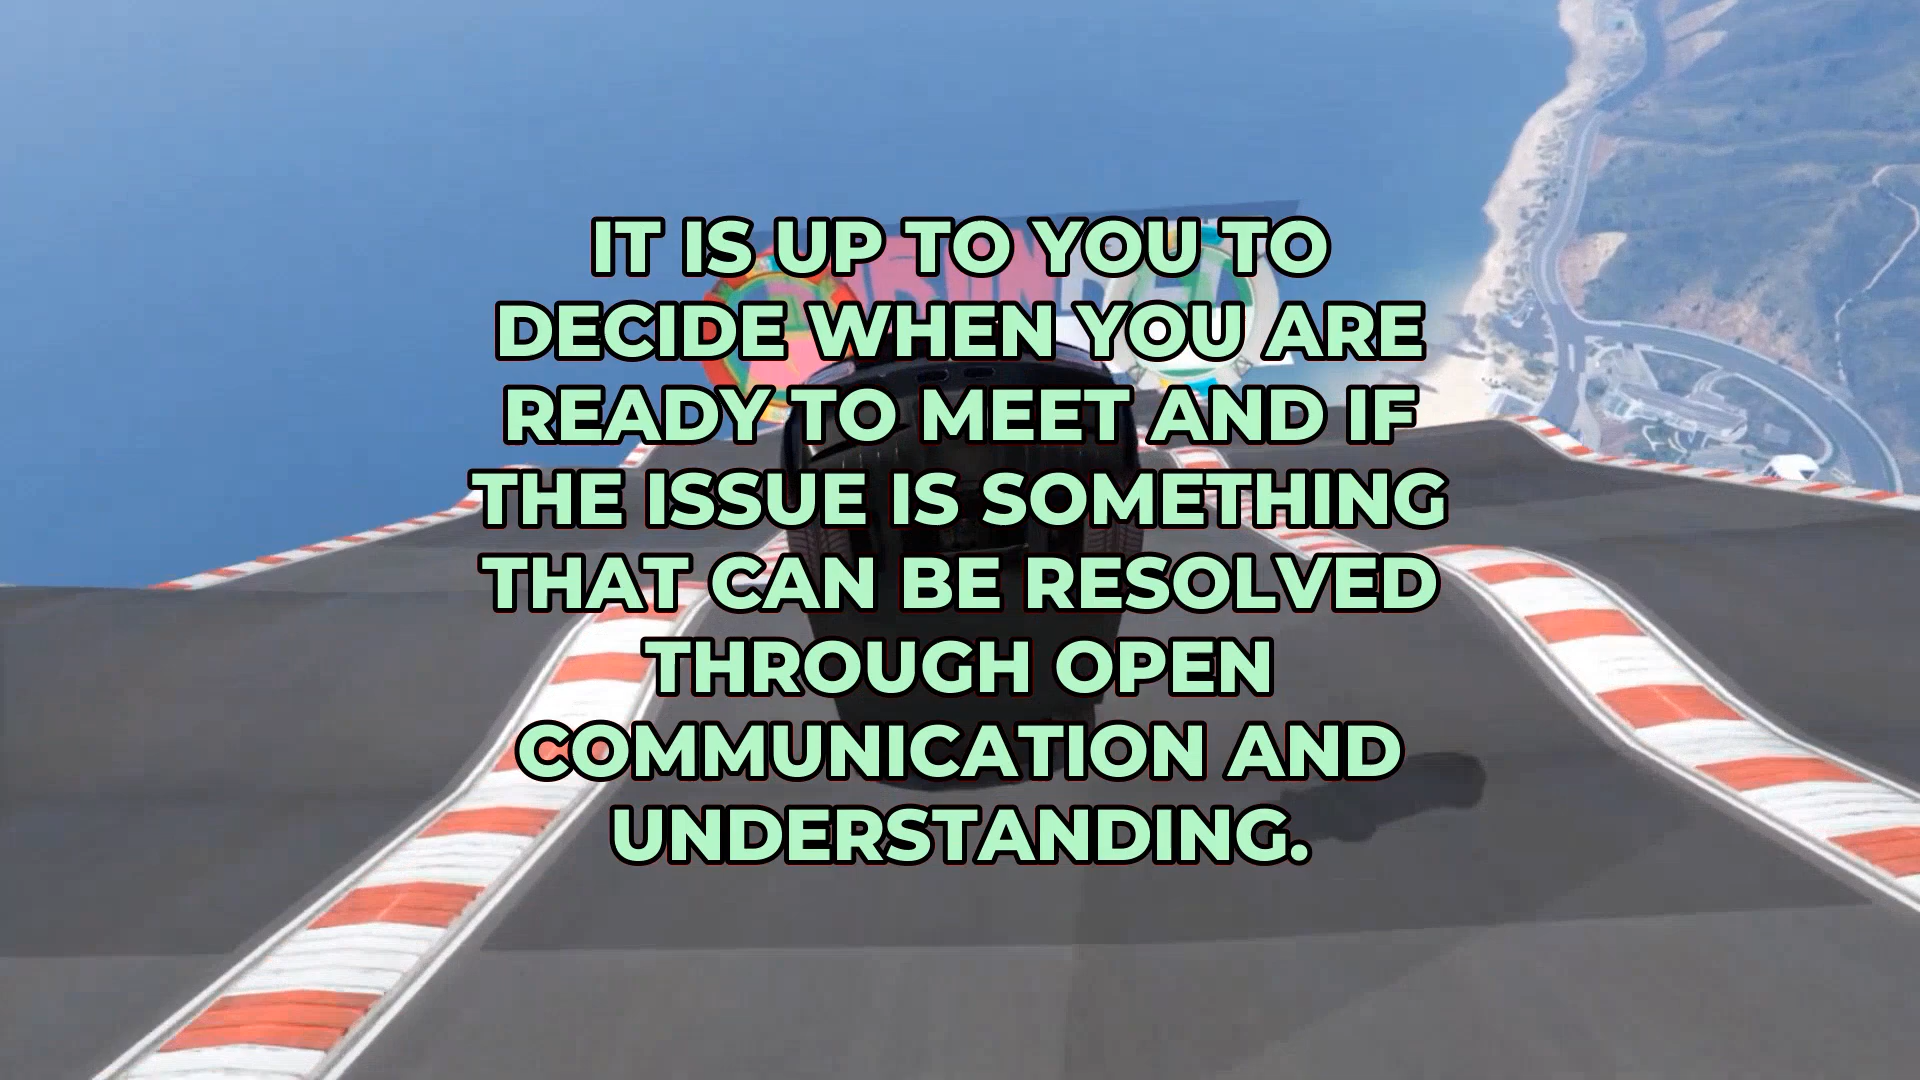 IT IS UP TO YOU TO
DECIDE WHEN YOU ARE
READY TO MEET AND IF
THE ISSUE IS SOMETHING
THAT CAN BE RESOLVED
THROUGH OPEN
COMMUNICATION AND
UNDERSTANDING.